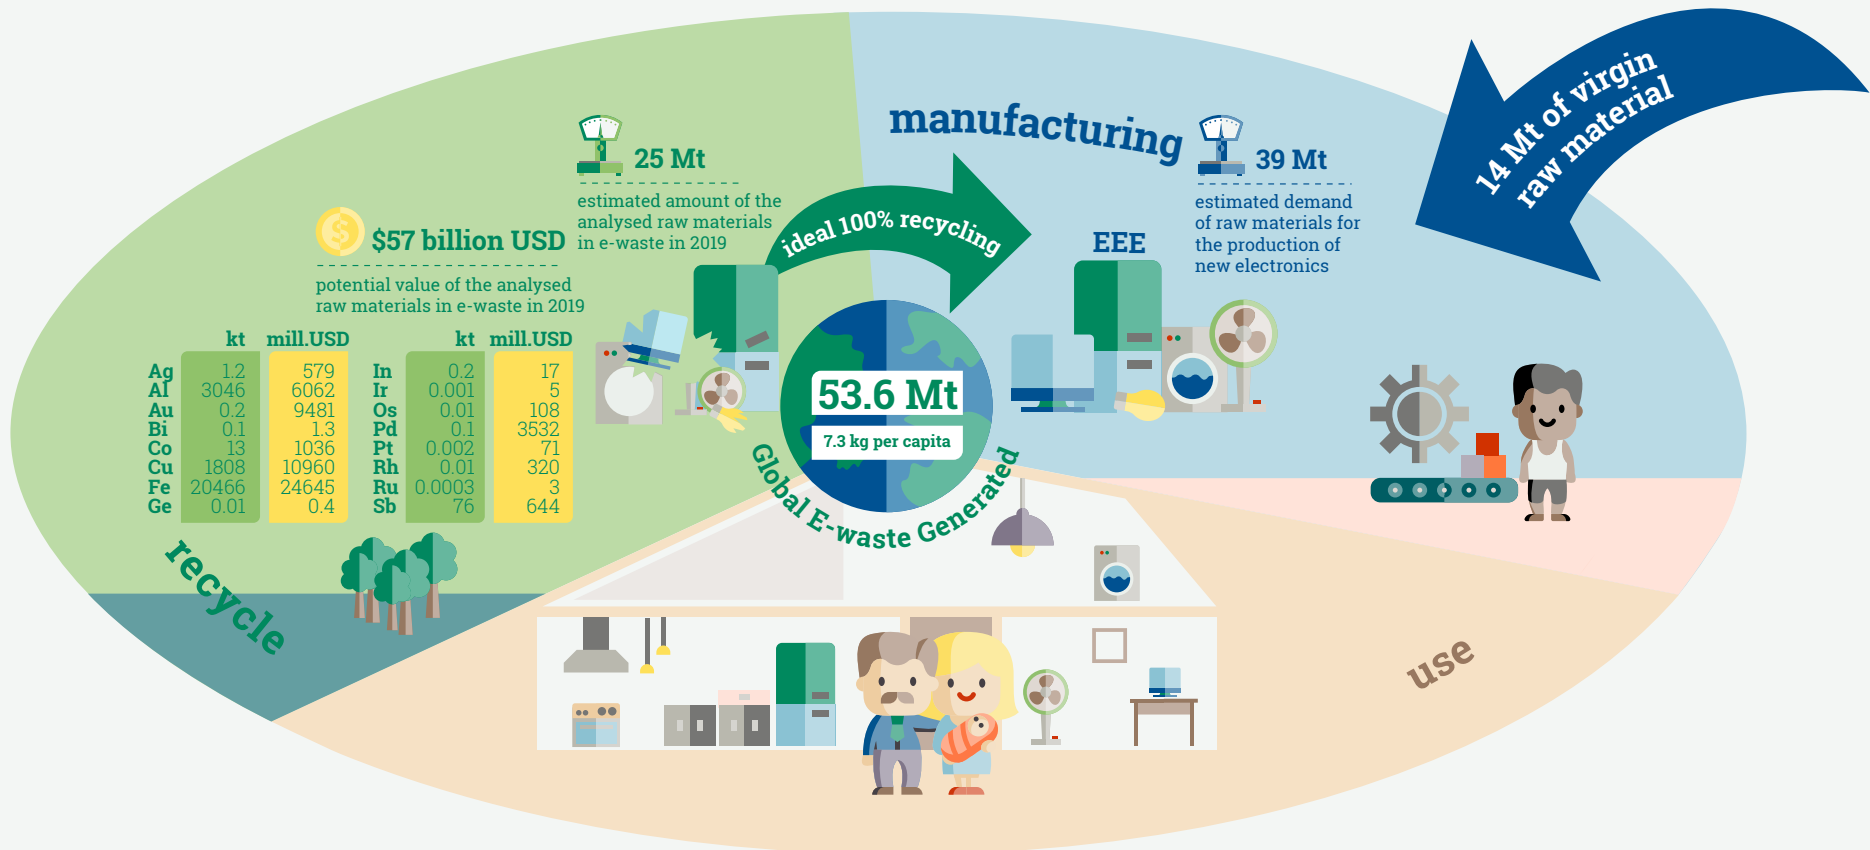 manufacturing
14 Mt of virgin
raw material
25 Mt
estimated amount of the
analysed raw materials
in e-waste in 2019
39 Mt
estimated demand
of raw materials for
the production of
new electronics
ideal 100% recycling
EEE
$57 billion USD
potential value of the analysed
raw materials in e-waste in 2019
kt mill.USD kt mill.USD
Ag 1.2 579 In 0.2 17
Al 3046 6062 Ir 0.001 5
Au 0.2 9481 Os 0.01 108
Bi 0.1 1.3 Pd 0.1 3532
Co 13 1036 Pt 0.002 71
Cu 1808 10960 Rh 0.01 320
Fe 20466 24645 Ru 0.0003 3
Ge 0.01 0.4 Sb 76 644
53.6 Mt
7.3 kg per capita
Global E-waste Generated
recycle
use